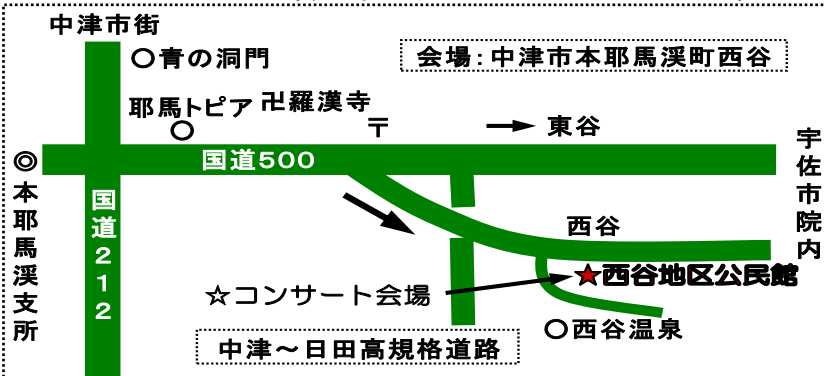 中津市街
○青の洞門
会場:中津市本耶馬渓町西谷
耶馬トピア
卍羅漢寺
〒
東谷
国道500
宇佐市院内
◎本耶馬渓支所
国道212
西谷
★西谷地区公民館
☆コンサート会場
○西谷温泉
中津～日田高規格道路